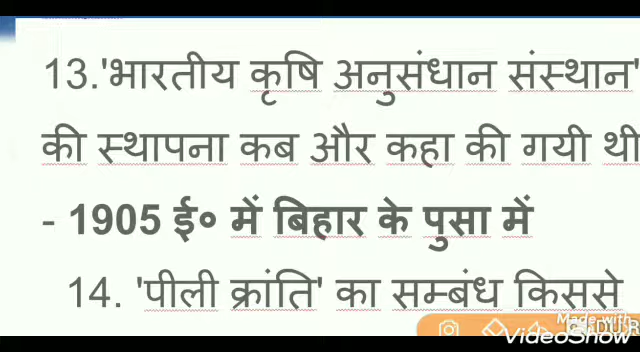 13.'भारतीय कृषि अनुसंधान संस्थान'
की स्थापना कब और कहा की गयी थी
- 1905 ई० में बिहार के पुसा में
14. 'पीली क्रांति' का सम्बंध किससे
Made with
VideoShow